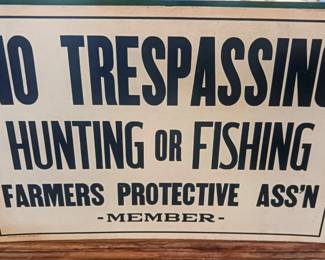 NO TRESPASSING
HUNTING OR FISHING
FARMERS PROTECTIVE ASS'N
-MEMBER-